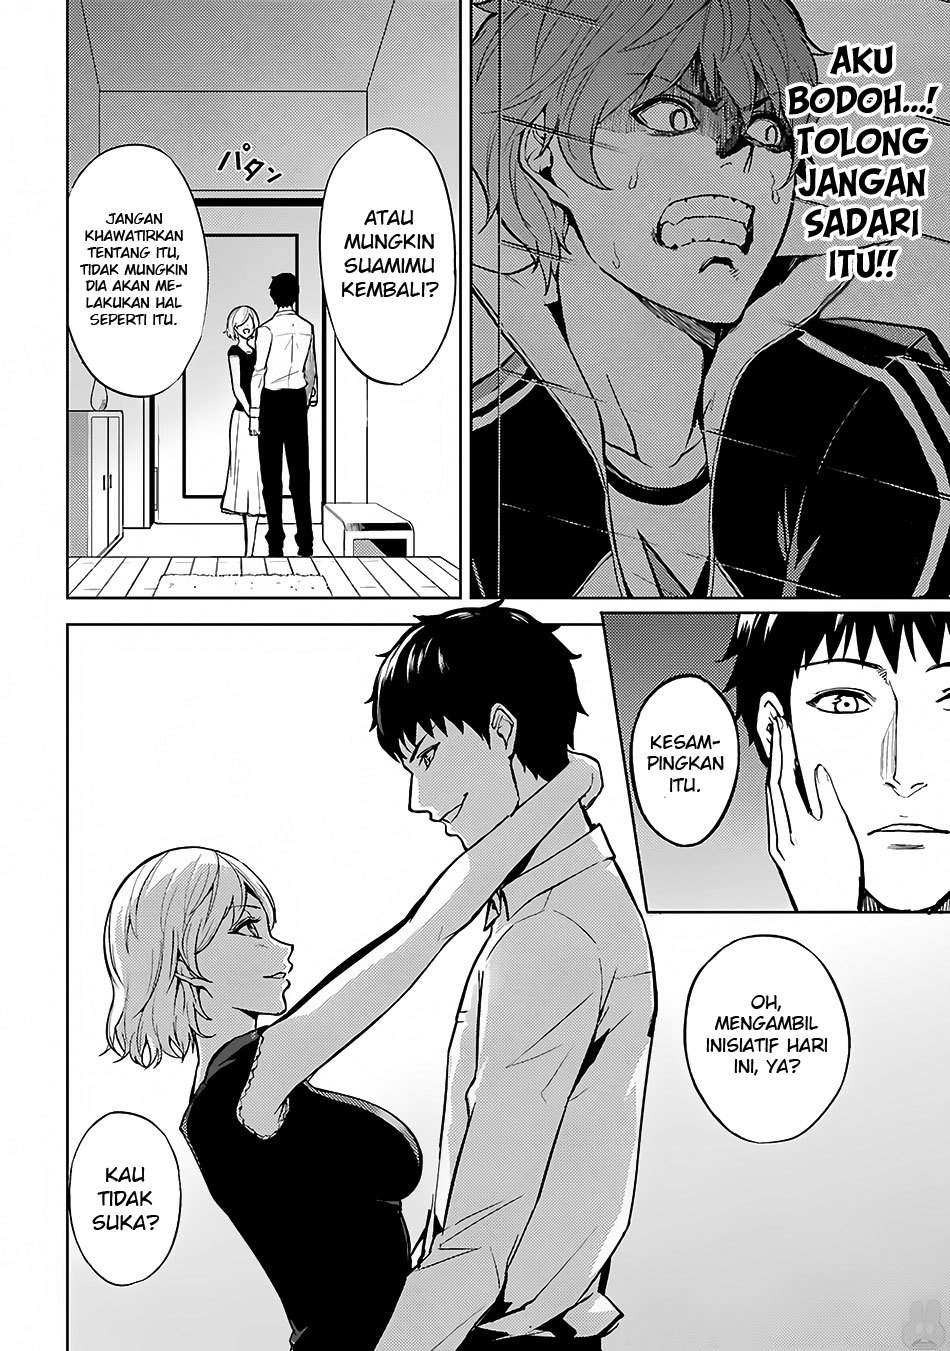 AKU
BODOH...!
TOLONG
JANGAN
SADARI
ITU!!
ATAU
MUNGKIN
SUAMIMU
KEMBALI?
パタン
JANGAN
KHAWATIRKAN
TENTANG ITU,
TIDAK MUNGKIN
DIA AKAN ME-
LAKUKAN HAL
SEPERTI ITU.
KESAM-
PINGKAN
ITU.
OH,
MENGAMBIL
INISIATIF HARI
INI, YA?
KAU
TIDAK
SUKA?